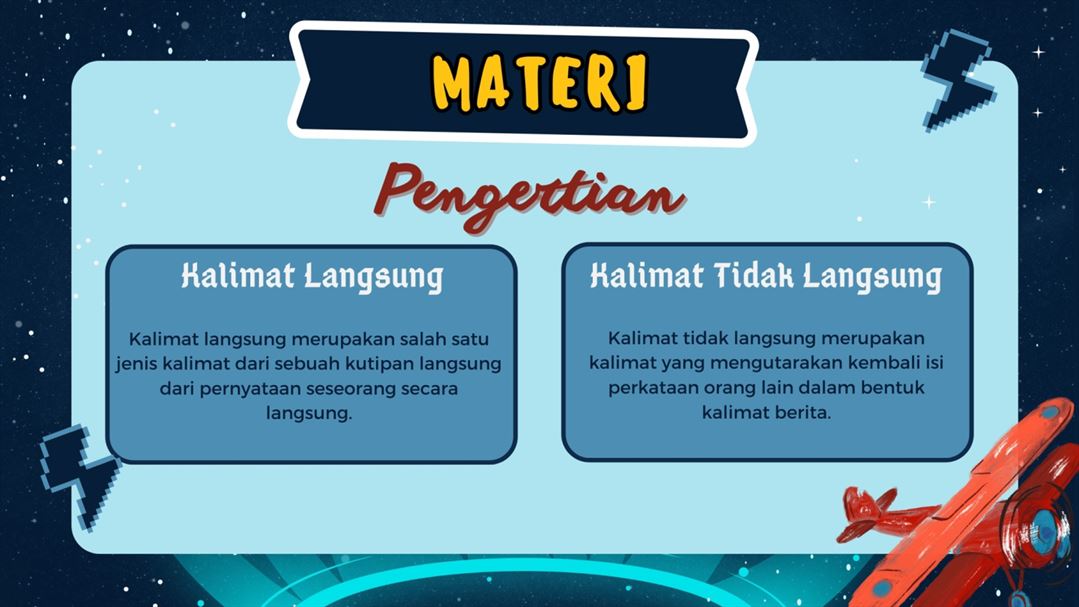 MATERI
Pengertian
Kalimat Langsung
Kalimat langsung merupakan salah satu
jenis kalimat dari sebuah kutipan langsung
dari pernyataan seseorang secara
langsung.
Kalimat Tidak Langsung
Kalimat tidak langsung merupakan
kalimat yang mengutarakan kembali isi
perkataan orang lain dalam bentuk
kalimat berita.